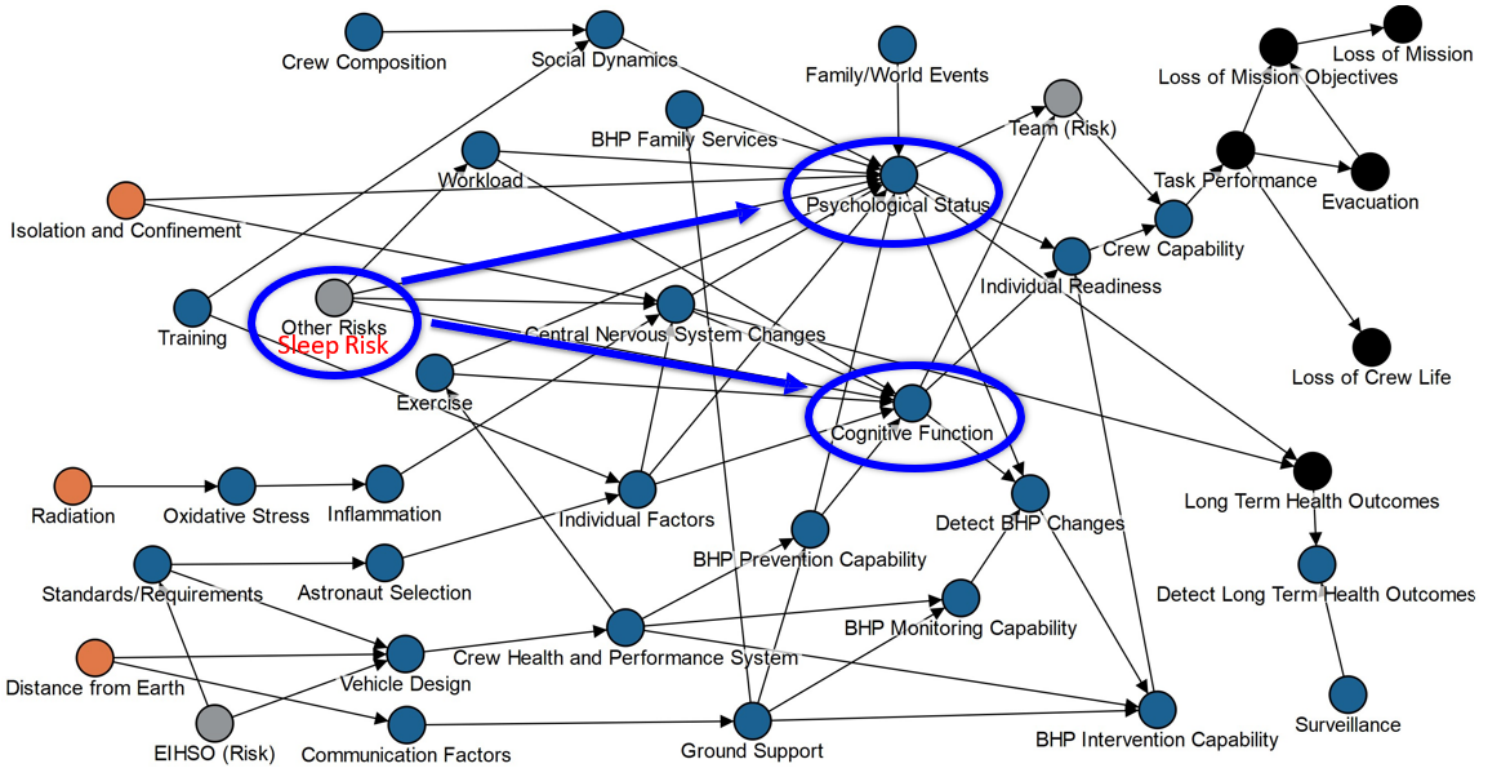 Crew Composition
Social Dynamics
Family/World Events
Loss of Mission
Loss of Mission Objectives
BHP Family Services
Team (Risk)
Workload
Task Performance
Evacuation
Isolation and Confinement
Psychological Status
Crew Capability
Individual Readiness
Training
Other Risks
Sleep Risk
Central Nervous System Changes
Loss of Crew Life
Exercise
Cognitive Function
Radiation
Oxidative Stress
Inflammation
Individual Factors
Detect BHP Changes
Long Term Health Outcomes
BHP Prevention Capability
Standards/Requirements
Astronaut Selection
Detect Long Term Health Outcomes
BHP Monitoring Capability
Crew Health and Performance System
Distance from Earth
Vehicle Design
EIHSO (Risk)
Communication Factors
Ground Support
BHP Intervention Capability
Surveillance